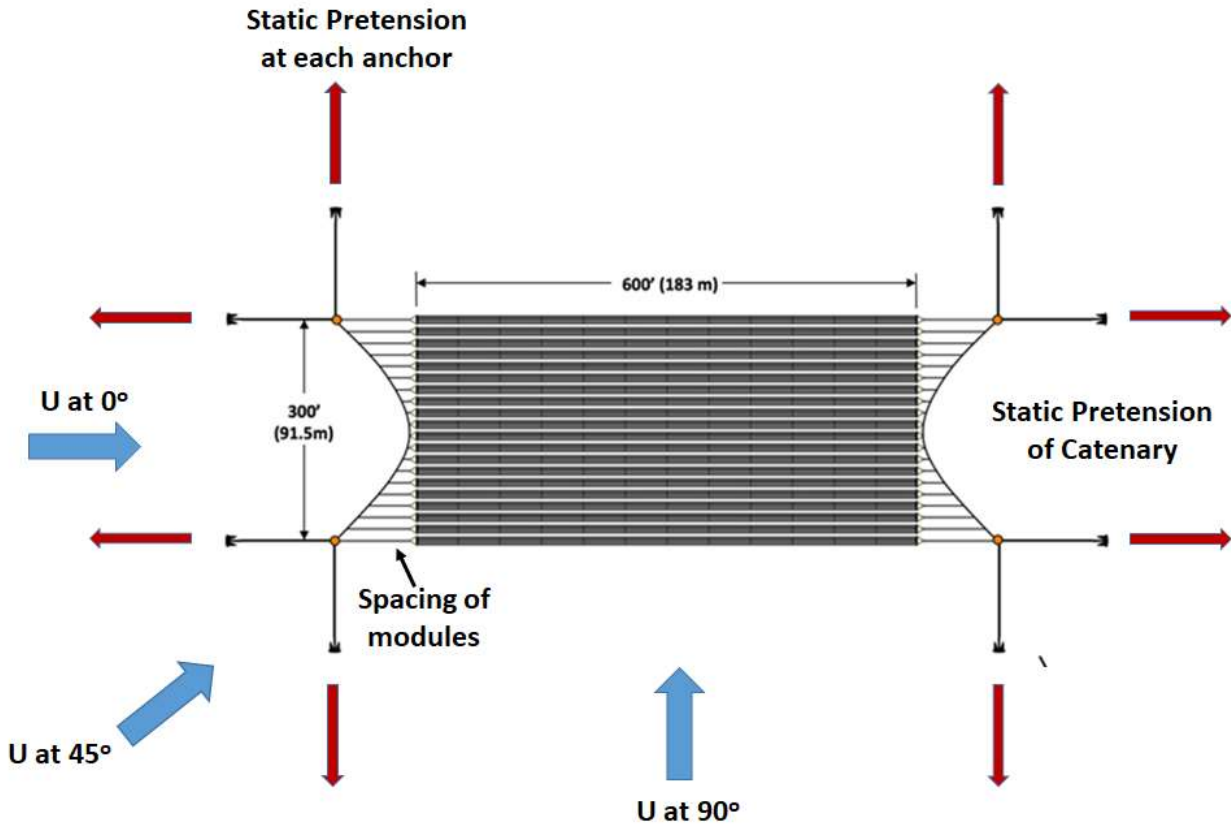 Static Pretension
at each anchor
600' (183 m)
U at 0°
300'
(91.5m)
Static Pretension
of Catenary
Spacing of
modules
U at 45°
U at 90°